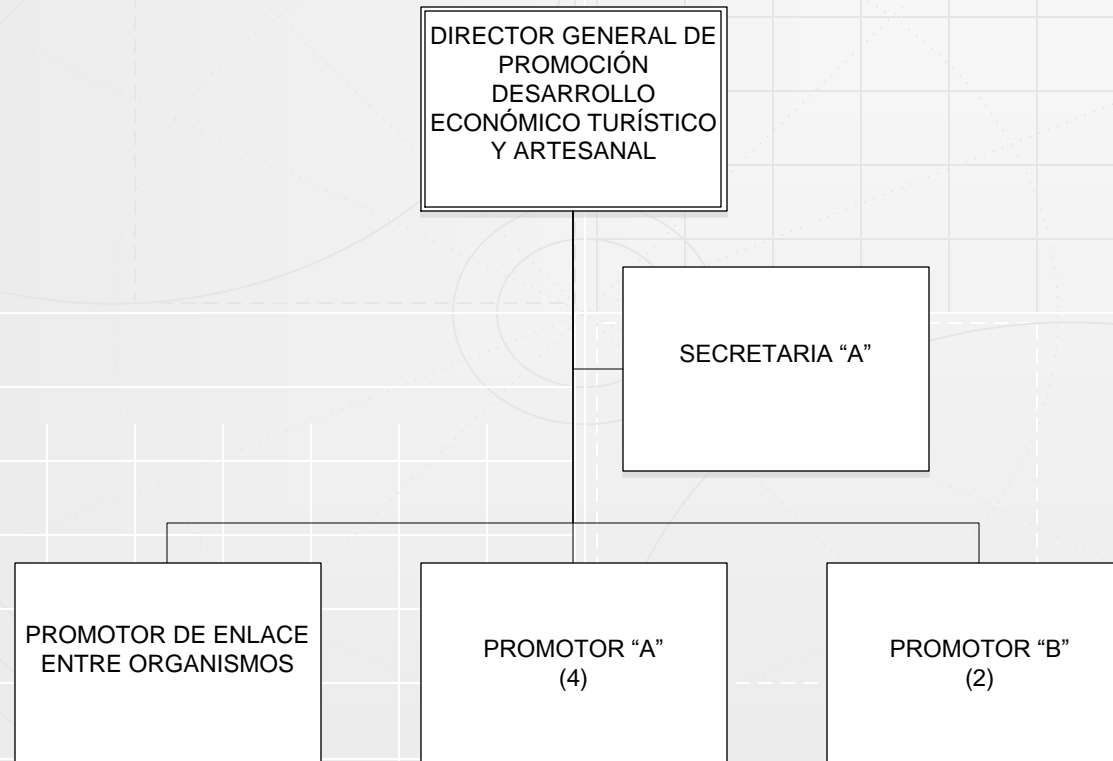 DIRECTOR GENERAL DE
PROMOCIÓN
DESARROLLO
ECONÓMICO TURÍSTICO
Y ARTESANAL
SECRETARIA “A”
PROMOTOR DE ENLACE
ENTRE ORGANISMOS
PROMOTOR “A”
(4)
PROMOTOR “B”
(2)